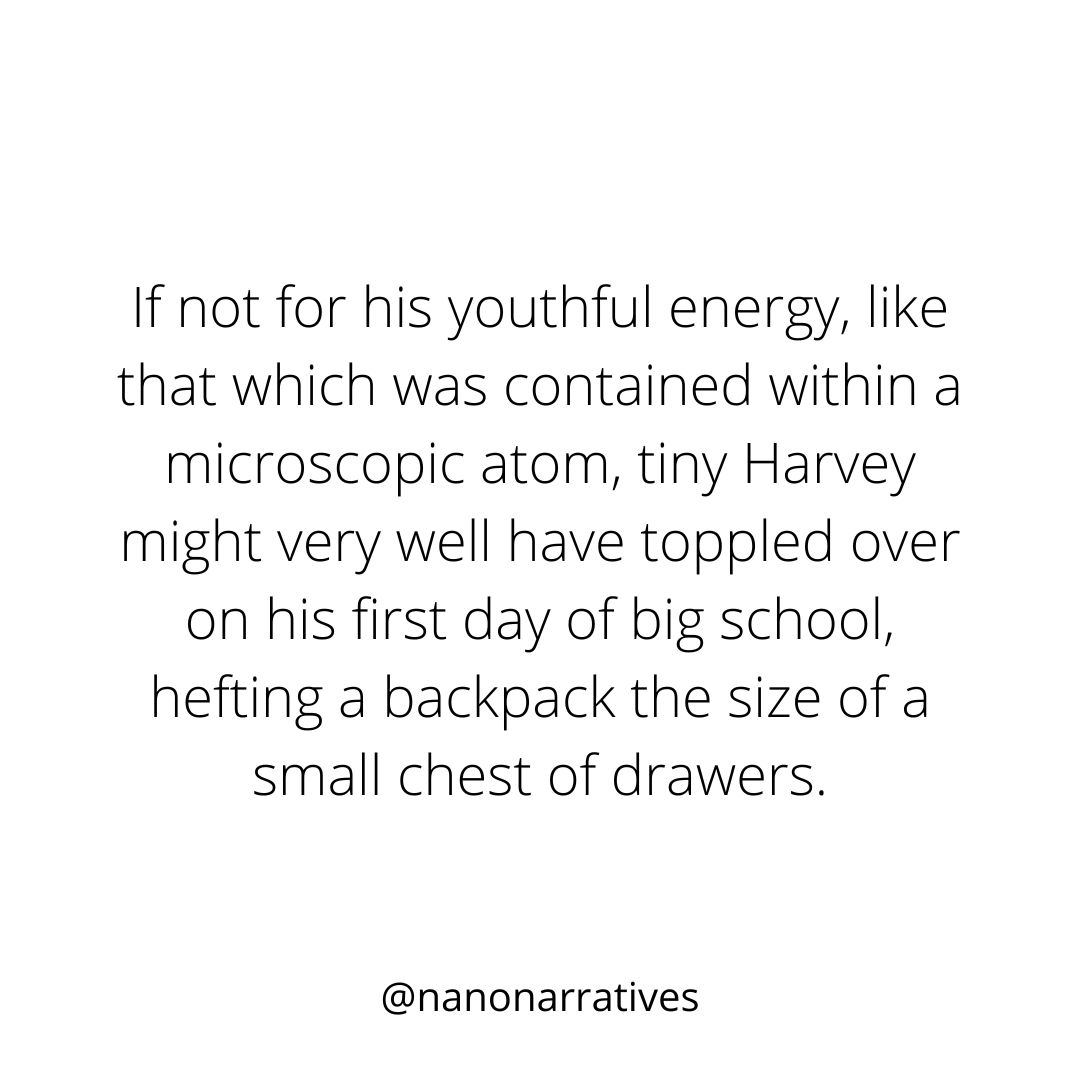 If not for his youthful energy, like
that which was contained within a
microscopic atom, tiny Harvey
might very well have toppled over
on his first day of big school,
hefting a backpack the size of a
small chest of drawers.
@nanonarratives